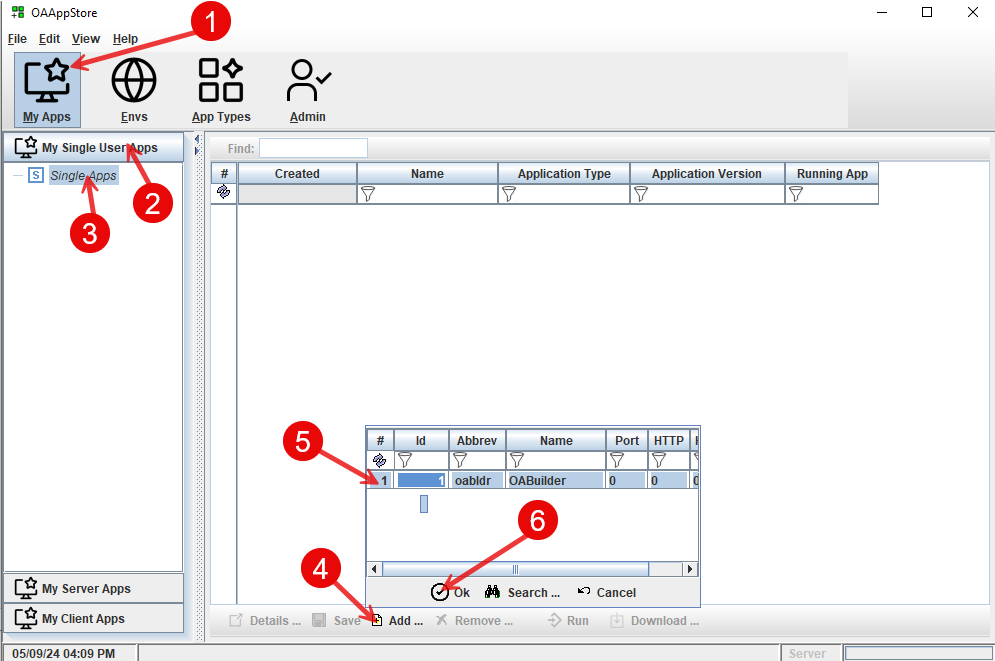 OAAppStore
File Edit View Help
1
My Apps Envs App Types Admin
My Single User Apps
Find:
S Single Apps
2
3
# Created Name Application Type Application Version Running App
5
# Id Abbrev Name Port HTTP
1 1 oabldr OABuilder 0 0 0
6
4
Ok Search ... Cancel
My Server Apps
My Client Apps
Details ... Save Add ... Remove ... Run Download ...
05/09/24 04:09 PM Server